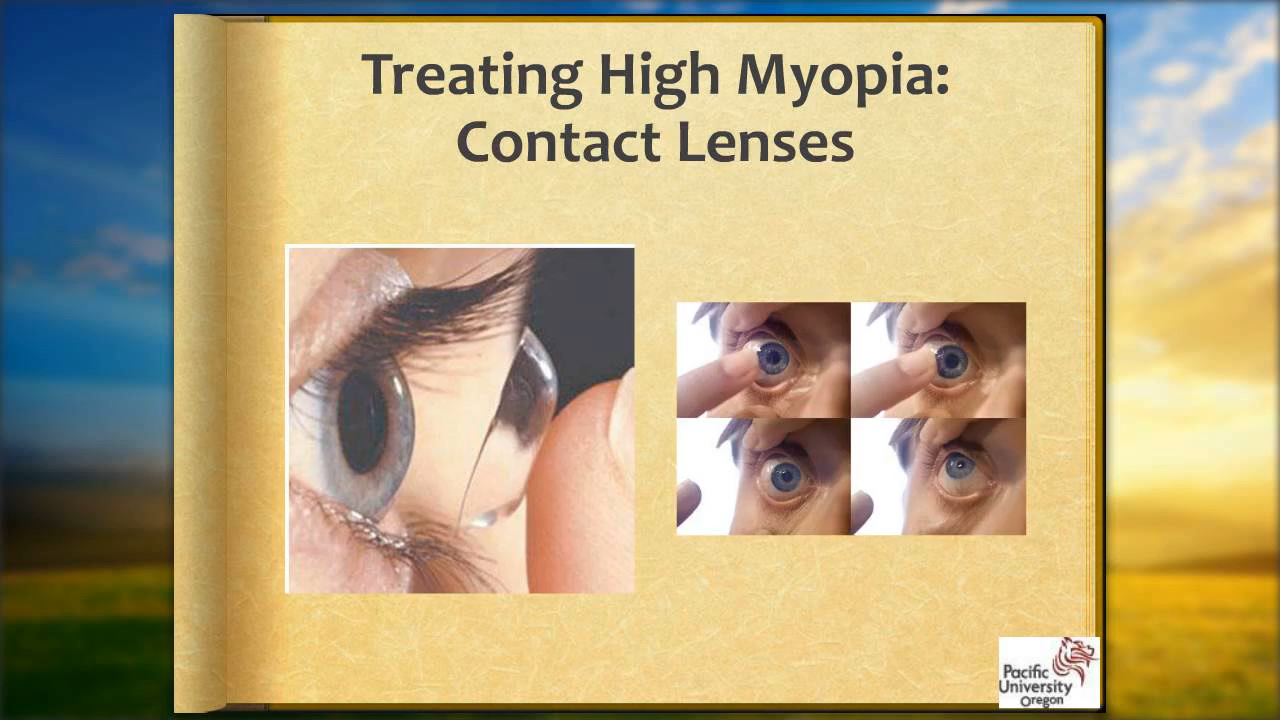 Treating High Myopia:
Contact Lenses
Pacific
University
Oregon